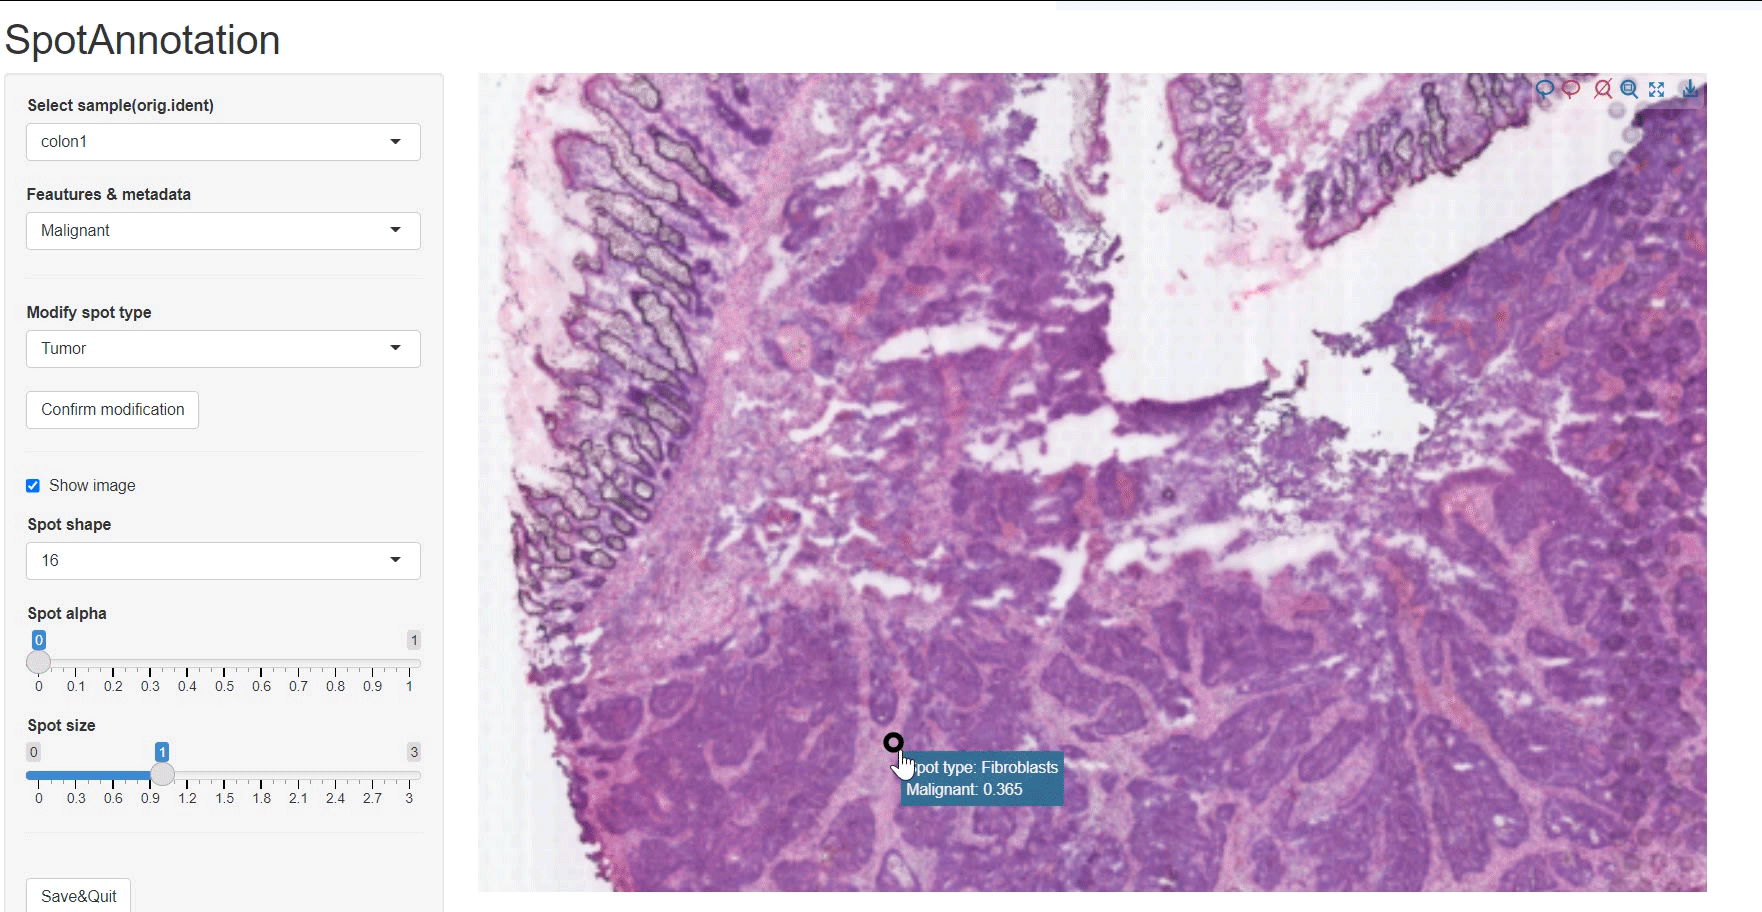 SpotAnnotation
Select sample(orig.ident)
colon1
Feautures & metadata
Malignant
Modify spot type
Tumor
Confirm modification
Show image
Spot shape
16
Spot alpha
0 1
0 0.1 0.2 0.3 0.4 0.5 0.6 0.7 0.8 0.9 1
Spot size
0 1 3
0 0.3 0.6 0.9 1.2 1.5 1.8 2.1 2.4 2.7 3
Save&Quit
Spot type: Fibroblasts
Malignant: 0.365